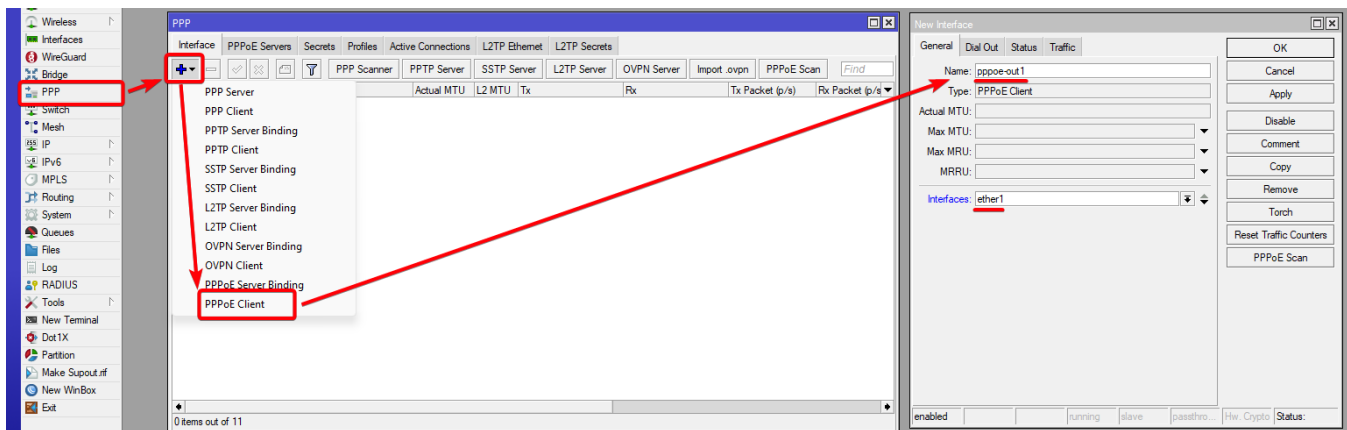 Wireless
Interfaces
WireGuard
Bridge
PPP
Switch
Mesh
IP
IPv6
MPLS
Routing
System
Queues
Files
Log
RADIUS
Tools
New Terminal
Dot1X
Partition
Make Supout.rif
New WinBox
Exit
PPP
Interface PPPoE Servers Secrets Profiles Active Connections L2TP Ethernet L2TP Secrets
PPP Scanner PPTP Server SSTP Server L2TP Server OVPN Server Import .ovpn PPPoE Scan Find
Actual MTU L2 MTU Tx Rx Tx Packet (p/s) Rx Packet (p/s
PPP Server
PPP Client
PPTP Server Binding
PPTP Client
SSTP Server Binding
SSTP Client
L2TP Server Binding
L2TP Client
OVPN Server Binding
OVPN Client
PPPoE Server Binding
PPPoE Client
0 items out of 11
New Interface
General Dial Out Status Traffic
Name: pppoe-out1
Type: PPPoE Client
Actual MTU:
Max MTU:
Max MRU:
MRRU:
Interfaces: ether1
OK
Cancel
Apply
Disable
Comment
Copy
Remove
Torch
Reset Traffic Counters
PPPoE Scan
enabled running slave passthro... Hw. Crypto Status: